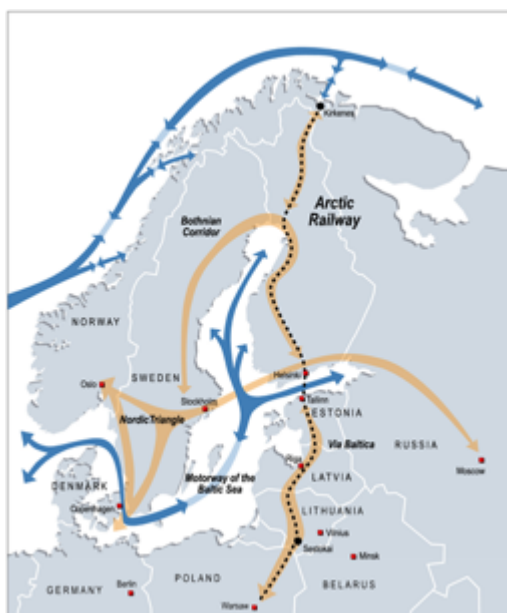 Kirkenes
Arctic
Railway
Bothnian
Corridor
NORWAY
SWEDEN
Oslo
Stockholm
Helsinki
Tallinn
ESTONIA
Nordic Triangle
Via Baltica
RUSSIA
Moscow
Riga
LATVIA
Motorway of the
Baltic Sea
DENMARK
Copenhagen
LITHUANIA
Vilnius
Minsk
GERMANY
Berlin
POLAND
BELARUS
Warsaw